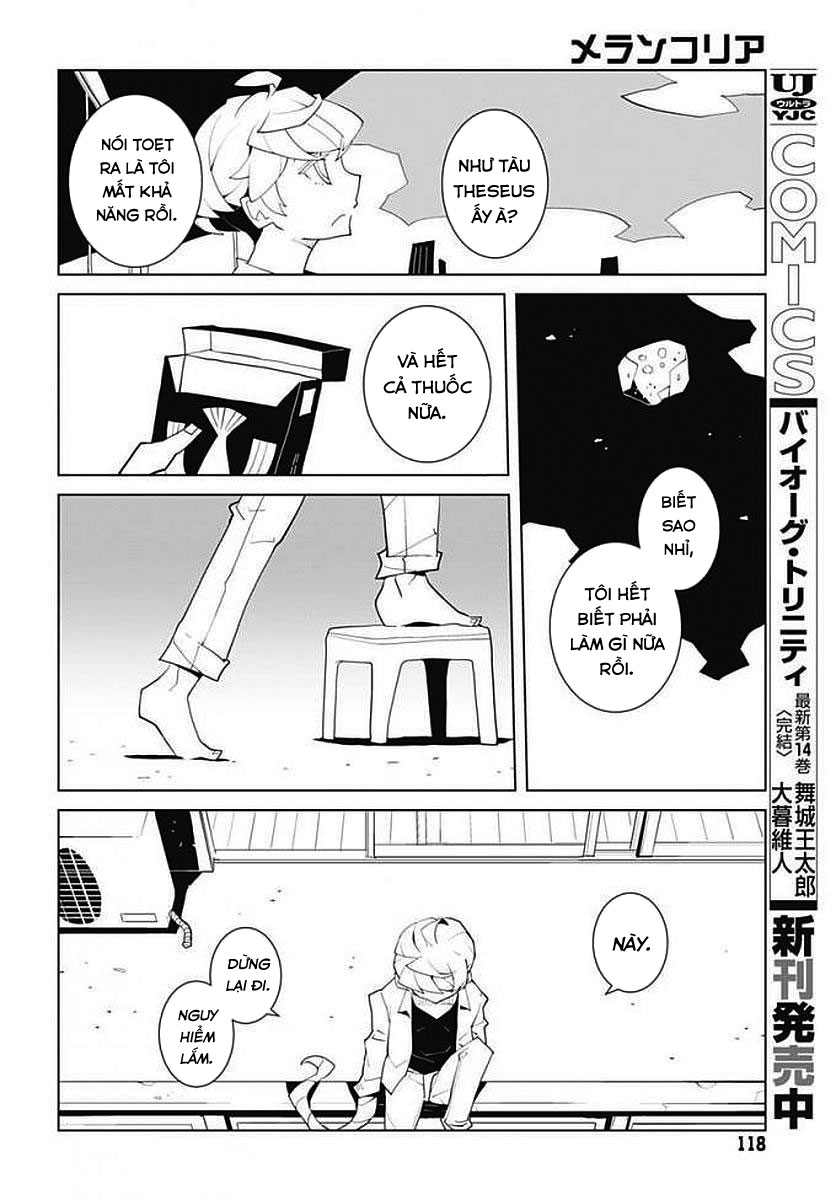 メランコリア
NHƯ TÀU
THESEUS
ẤY À?
NÓI TOẸT
RA LÀ TÔI
MẤT KHẢ
NĂNG RỒI.
BIẾT
SAO
NHỈ,
TÔI HẾT
BIẾT PHẢI
LÀM GÌ NỮA
RỒI.
VÀ HẾT
CẢ THUỐC
NỮA.
NÀY.
DỪNG
LẠI ĐI.
NGUY
HIỂM
LẮM.
UJ
ウルトラ
YJC
COMICS
バイオーグ・トリニティ
最新第14巻
〈完結〉
舞城王太郎
大暮維人
新刊発売中
118